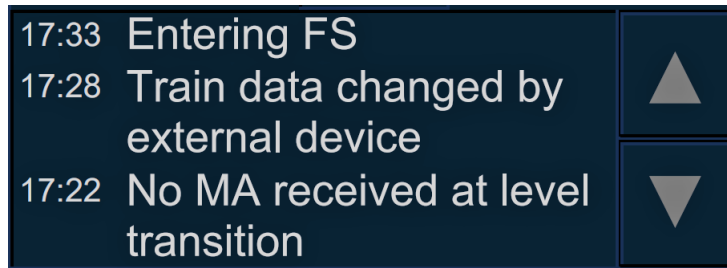 17:33 Entering FS
17:28 Train data changed by
external device
17:22 No MA received at level
transition